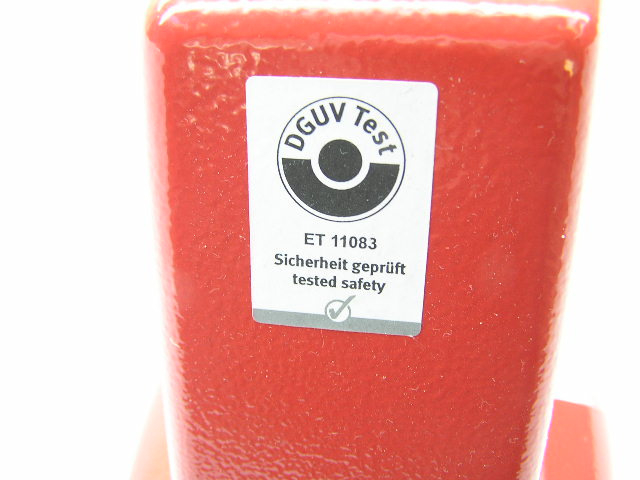 DGUV Test
ET 11083
Sicherheit geprüft
tested safety